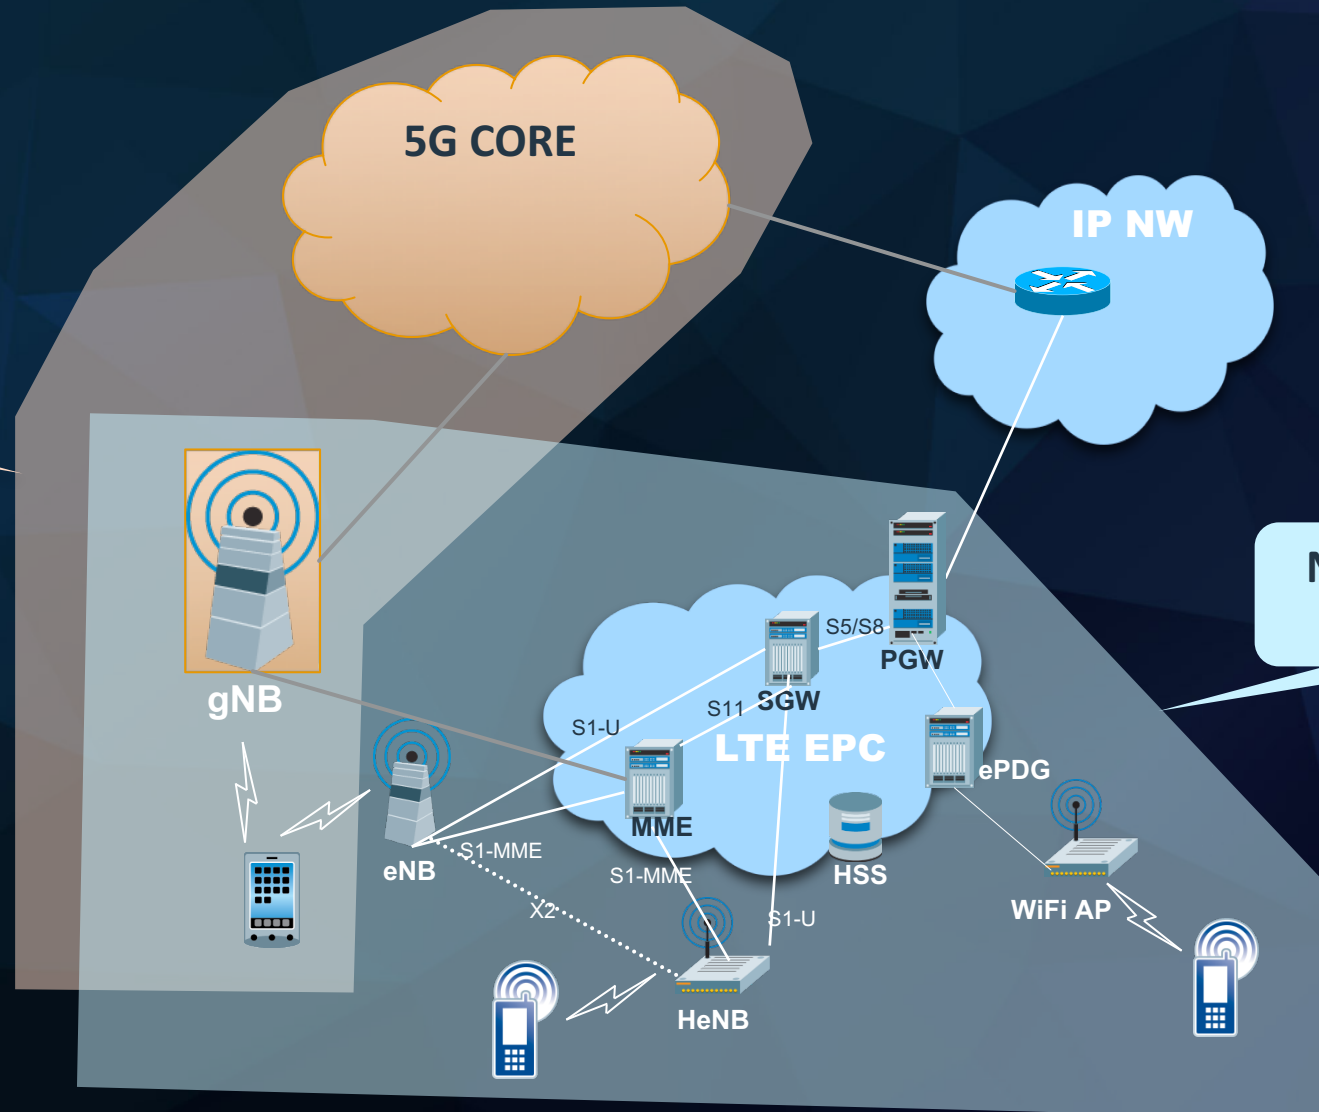 5G CORE
IP NW
N
gNB
S5/S8
PGW
SGW
S11
S1-U
LTE EPC
ePDG
MME
eNB
S1-MME
S1-MME
HSS
X2
S1-U
WiFi AP
HeNB